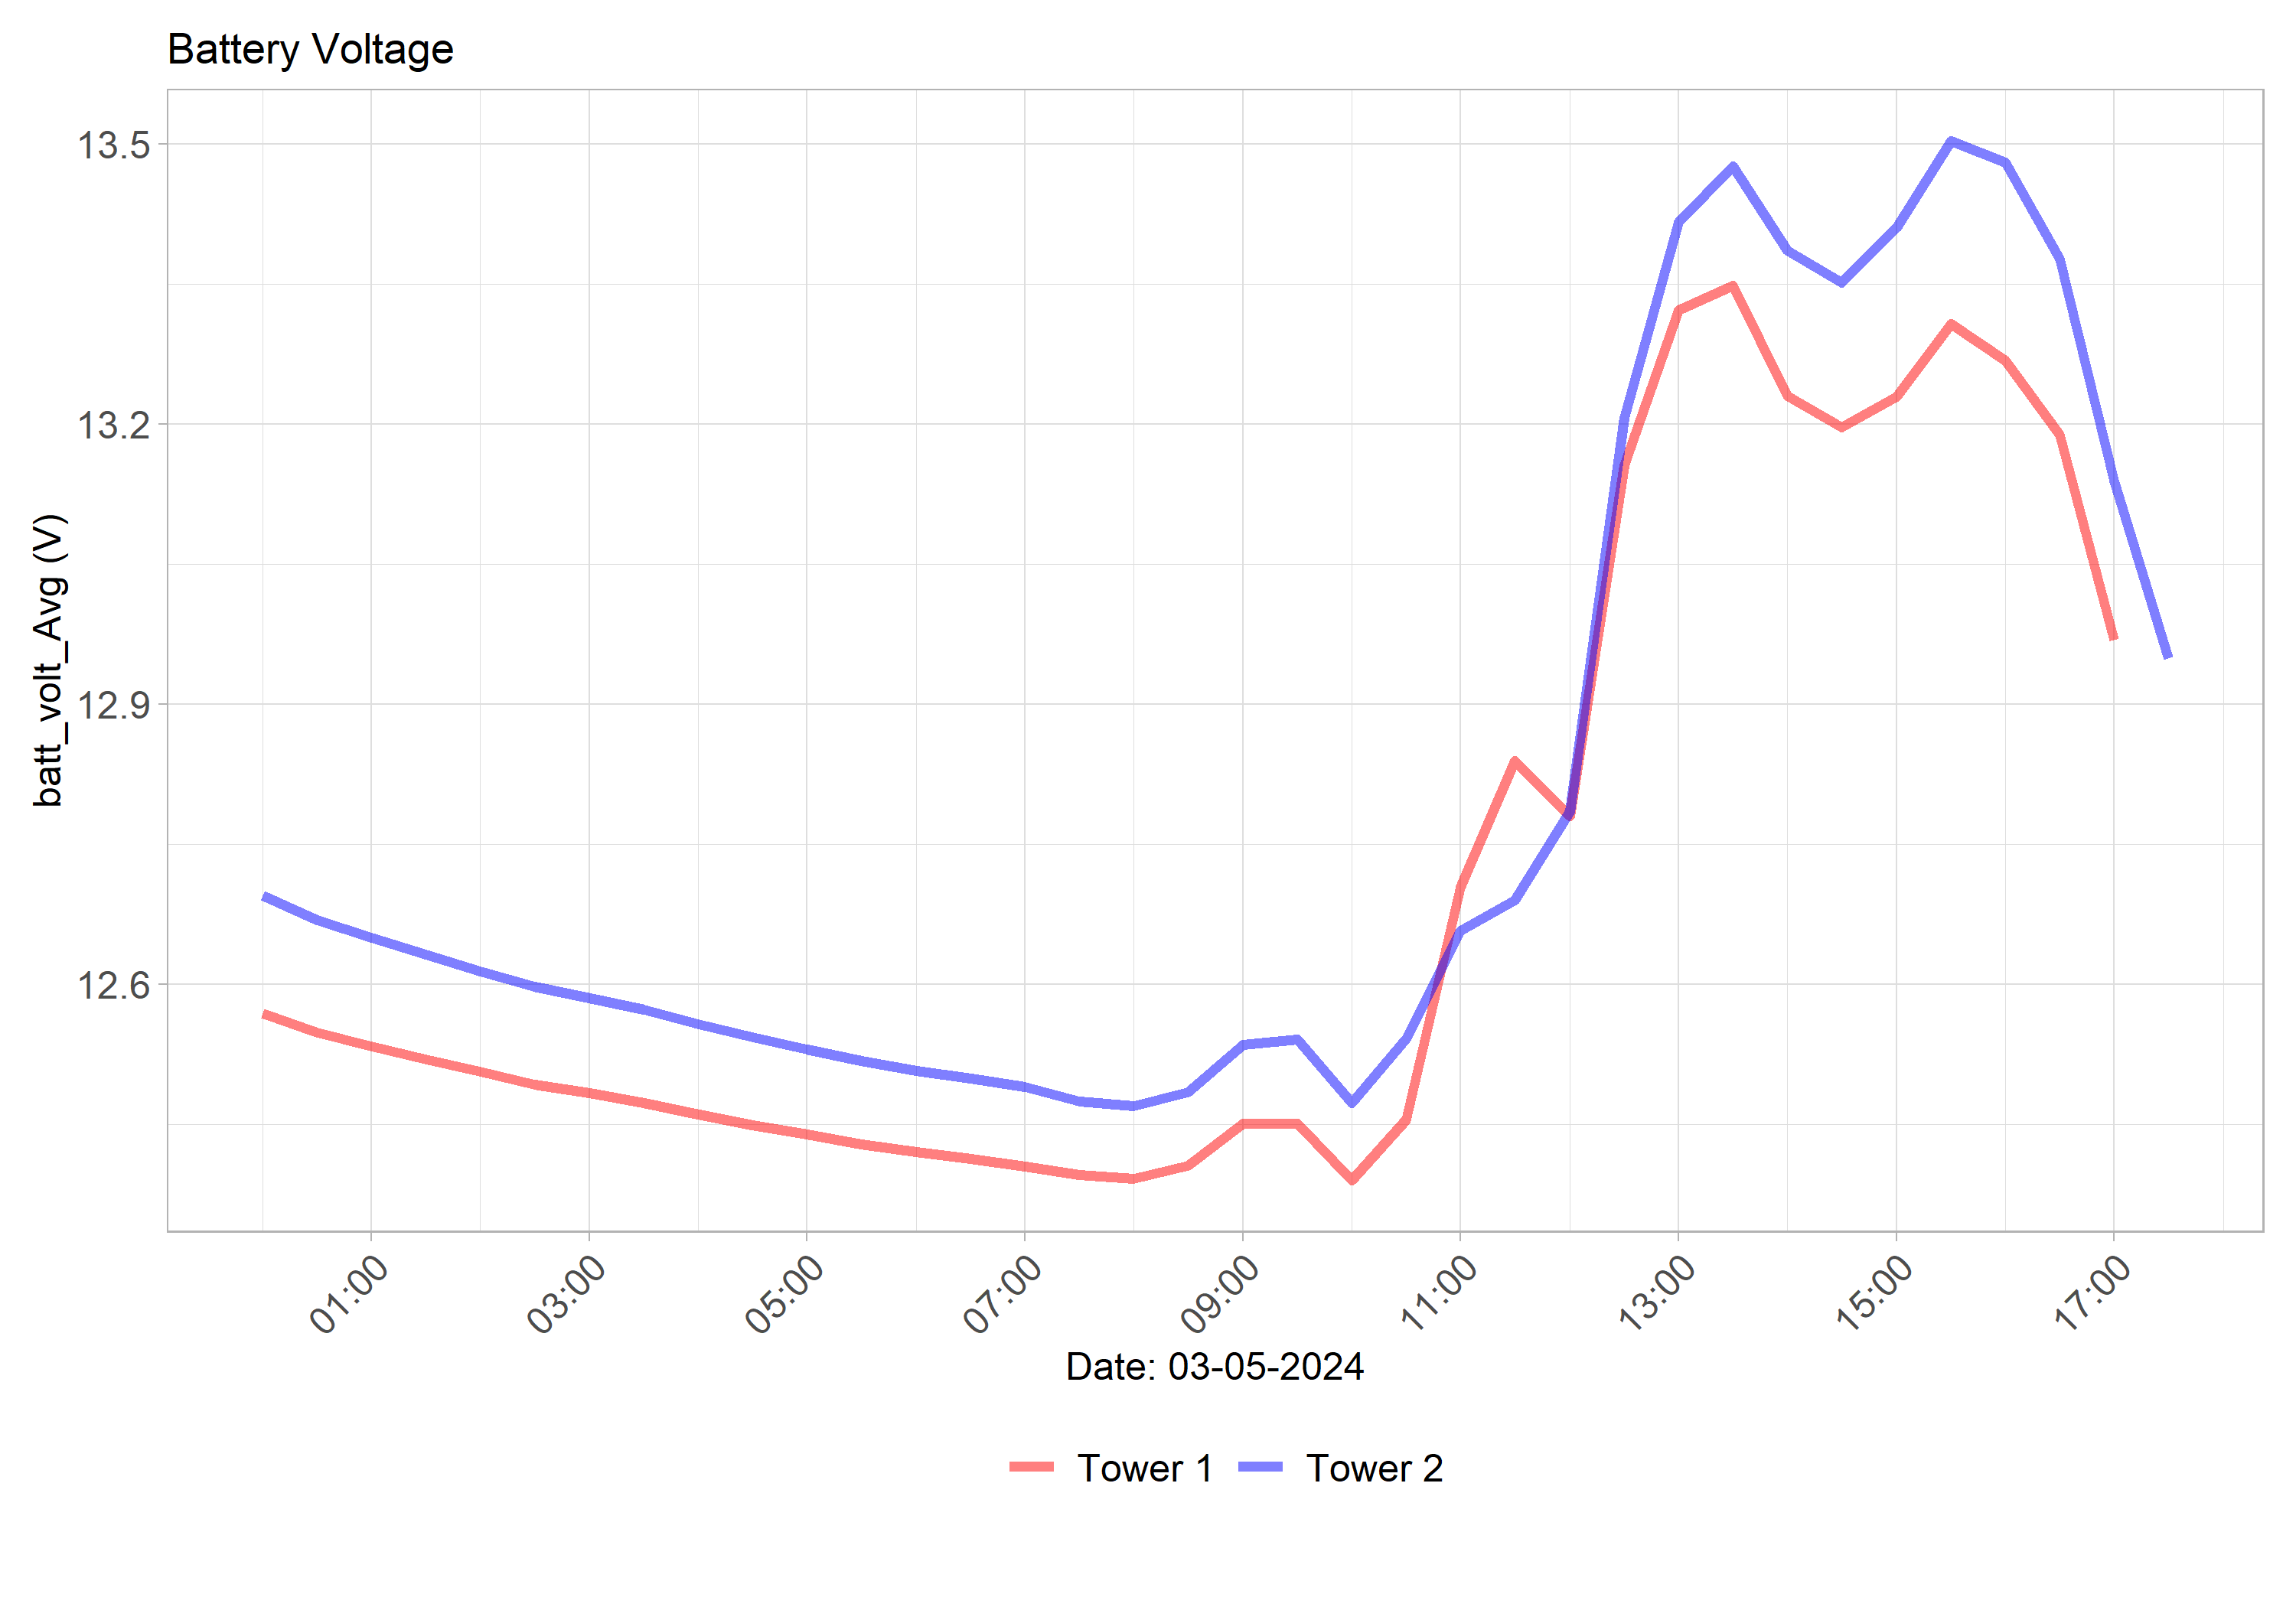 Battery Voltage
13.5
13.2
12.9
12.6
batt_volt_Avg (V)
01:00 03:00 05:00 07:00 09:00 11:00 13:00 15:00 17:00
Date: 03-05-2024
Tower 1 Tower 2